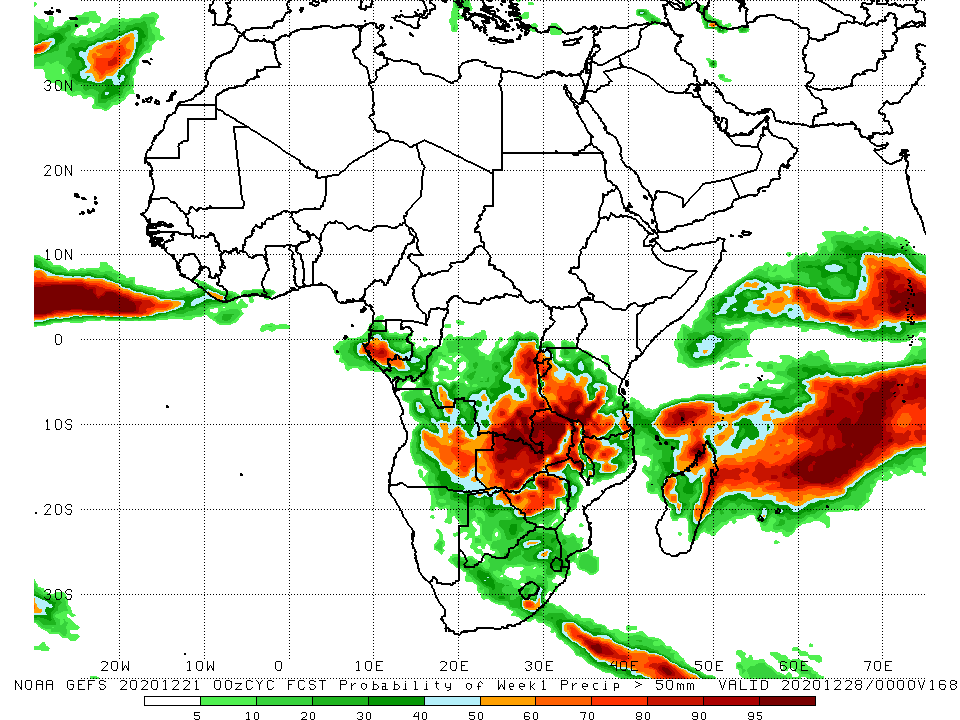 30N
20N
10N
0
10S
20S
30S
20W 10W 0 10E 20E 30E 40E 50E 60E 70E
NOAA GEFS 20201221 00zCYC FCST Probability of Week1 Precip > 50mm VALID 20201228/0000V168
5 10 20 30 40 50 60 70 80 90 95